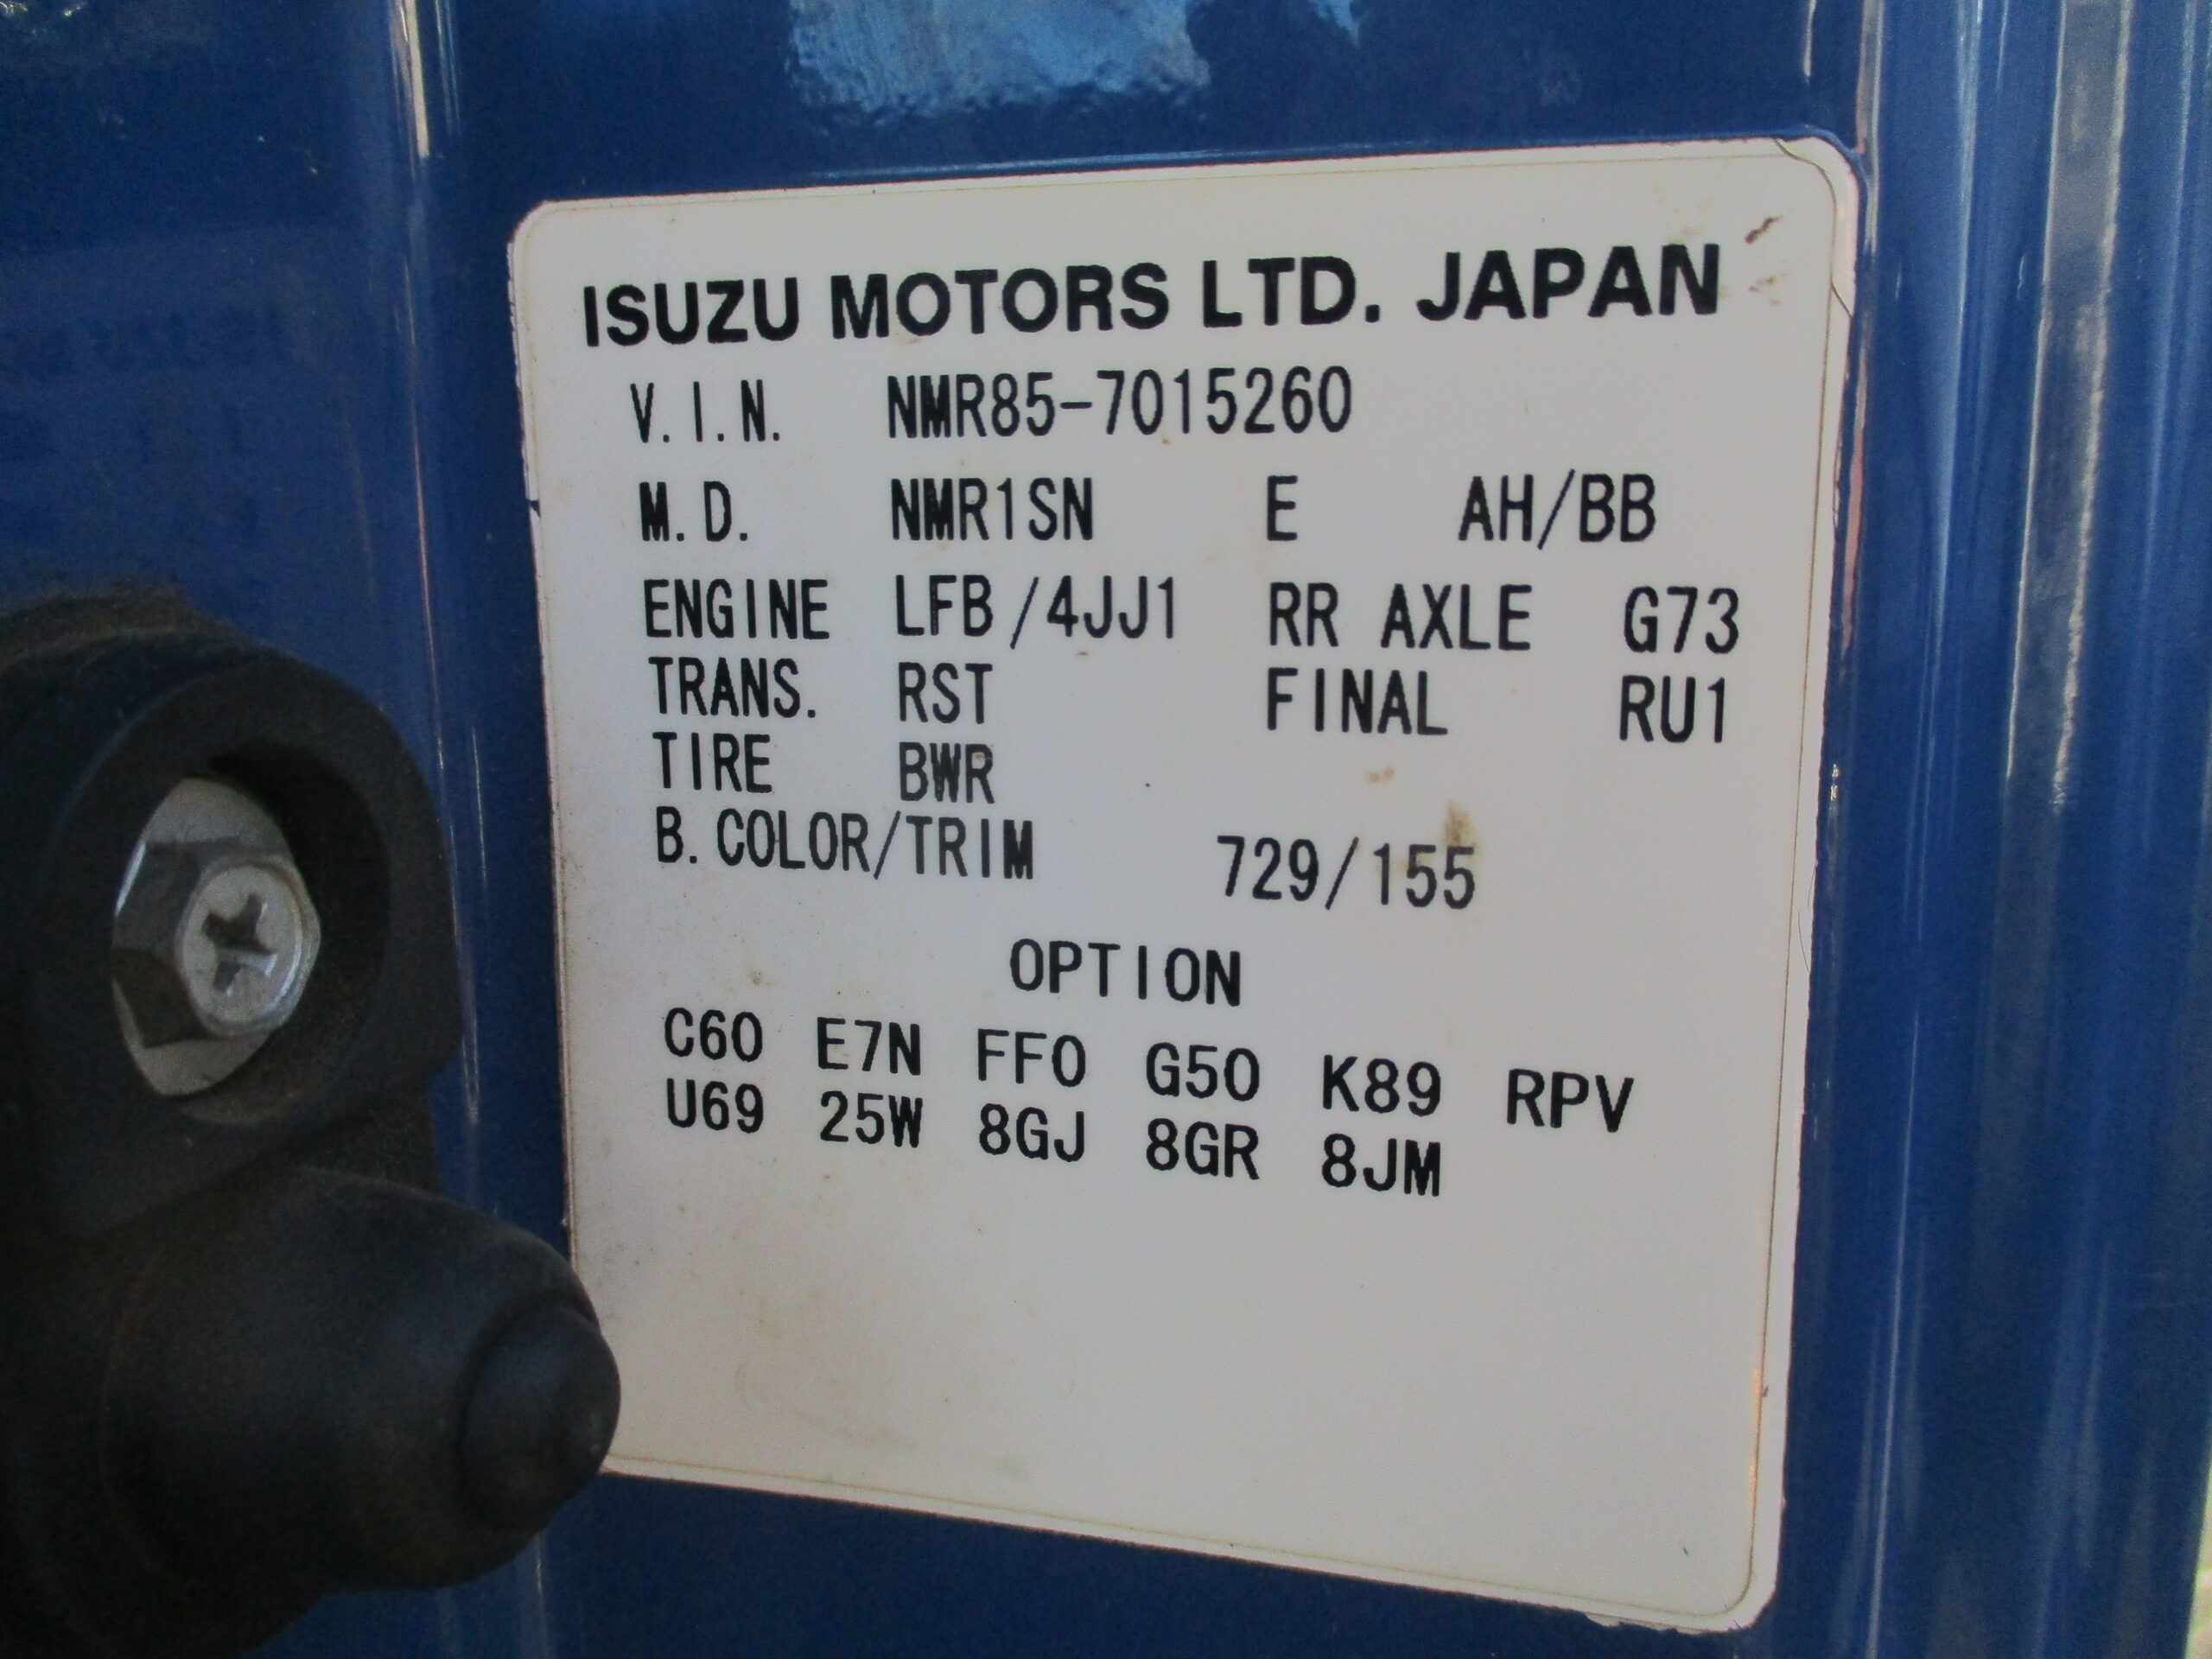 ISUZU MOTORS LTD. JAPAN
V.I.N. NMR85-7015260
M.D. NMR1SN E AH/BB
ENGINE LFB/4JJ1 RR AXLE G73
TRANS. RST FINAL RU1
TIRE BWR
B.COLOR/TRIM 729/155
OPTION
C60 E7N FF0 G50 K89 RPV
U69 25W 8GJ 8GR 8JM